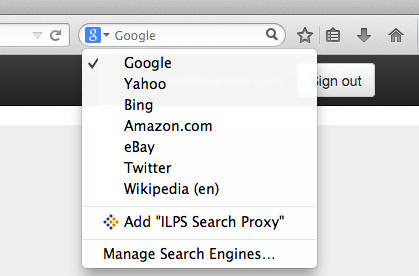 Google
Google
Yahoo
Bing
Amazon.com
eBay
Twitter
Wikipedia (en)
Add "ILPS Search Proxy"
Manage Search Engines...
Sign out